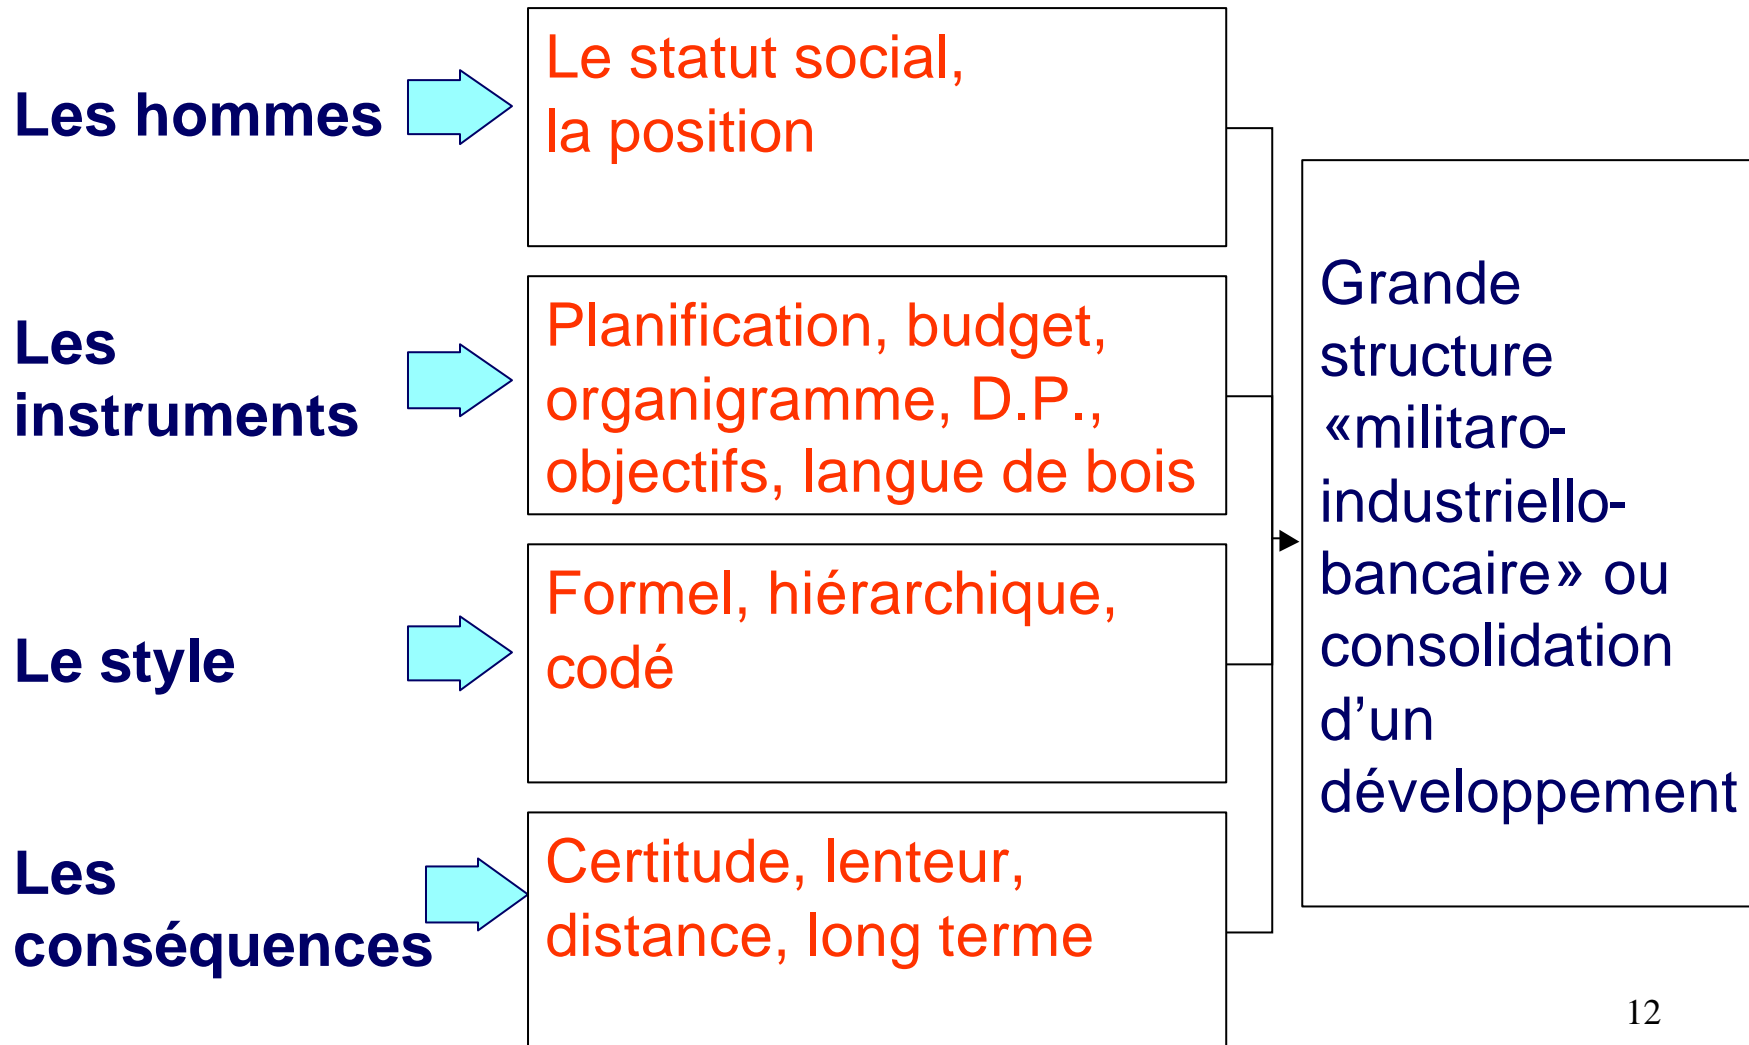 Les hommes
Le statut social,
la position
Les
instruments
Planification, budget,
organigramme, D.P.,
objectifs, langue de bois
Le style
Formel, hiérarchique,
codé
Les
conséquences
Certitude, lenteur,
distance, long terme
Grande
structure
«militaro-
industriello-
bancaire» ou
consolidation
d’un
développement
12